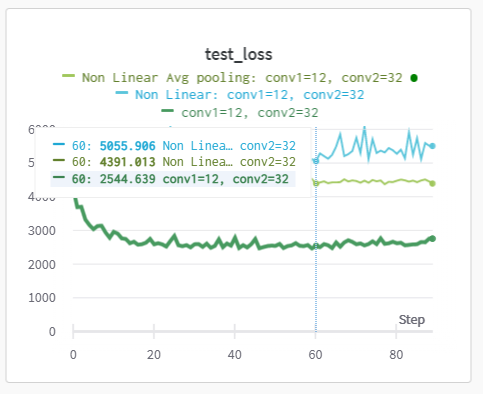 test_loss
Non Linear Avg pooling: conv1=12, conv2=32
Non Linear: conv1=12, conv2=32
conv1=12, conv2=32
6000
60: 5055.906 Non Linea… conv2=32
60: 4391.013 Non Linea… conv2=32
60: 2544.639 conv1=12, conv2=32
5
4000
3000
2000
1000
0
Step
0 20 40 60 80